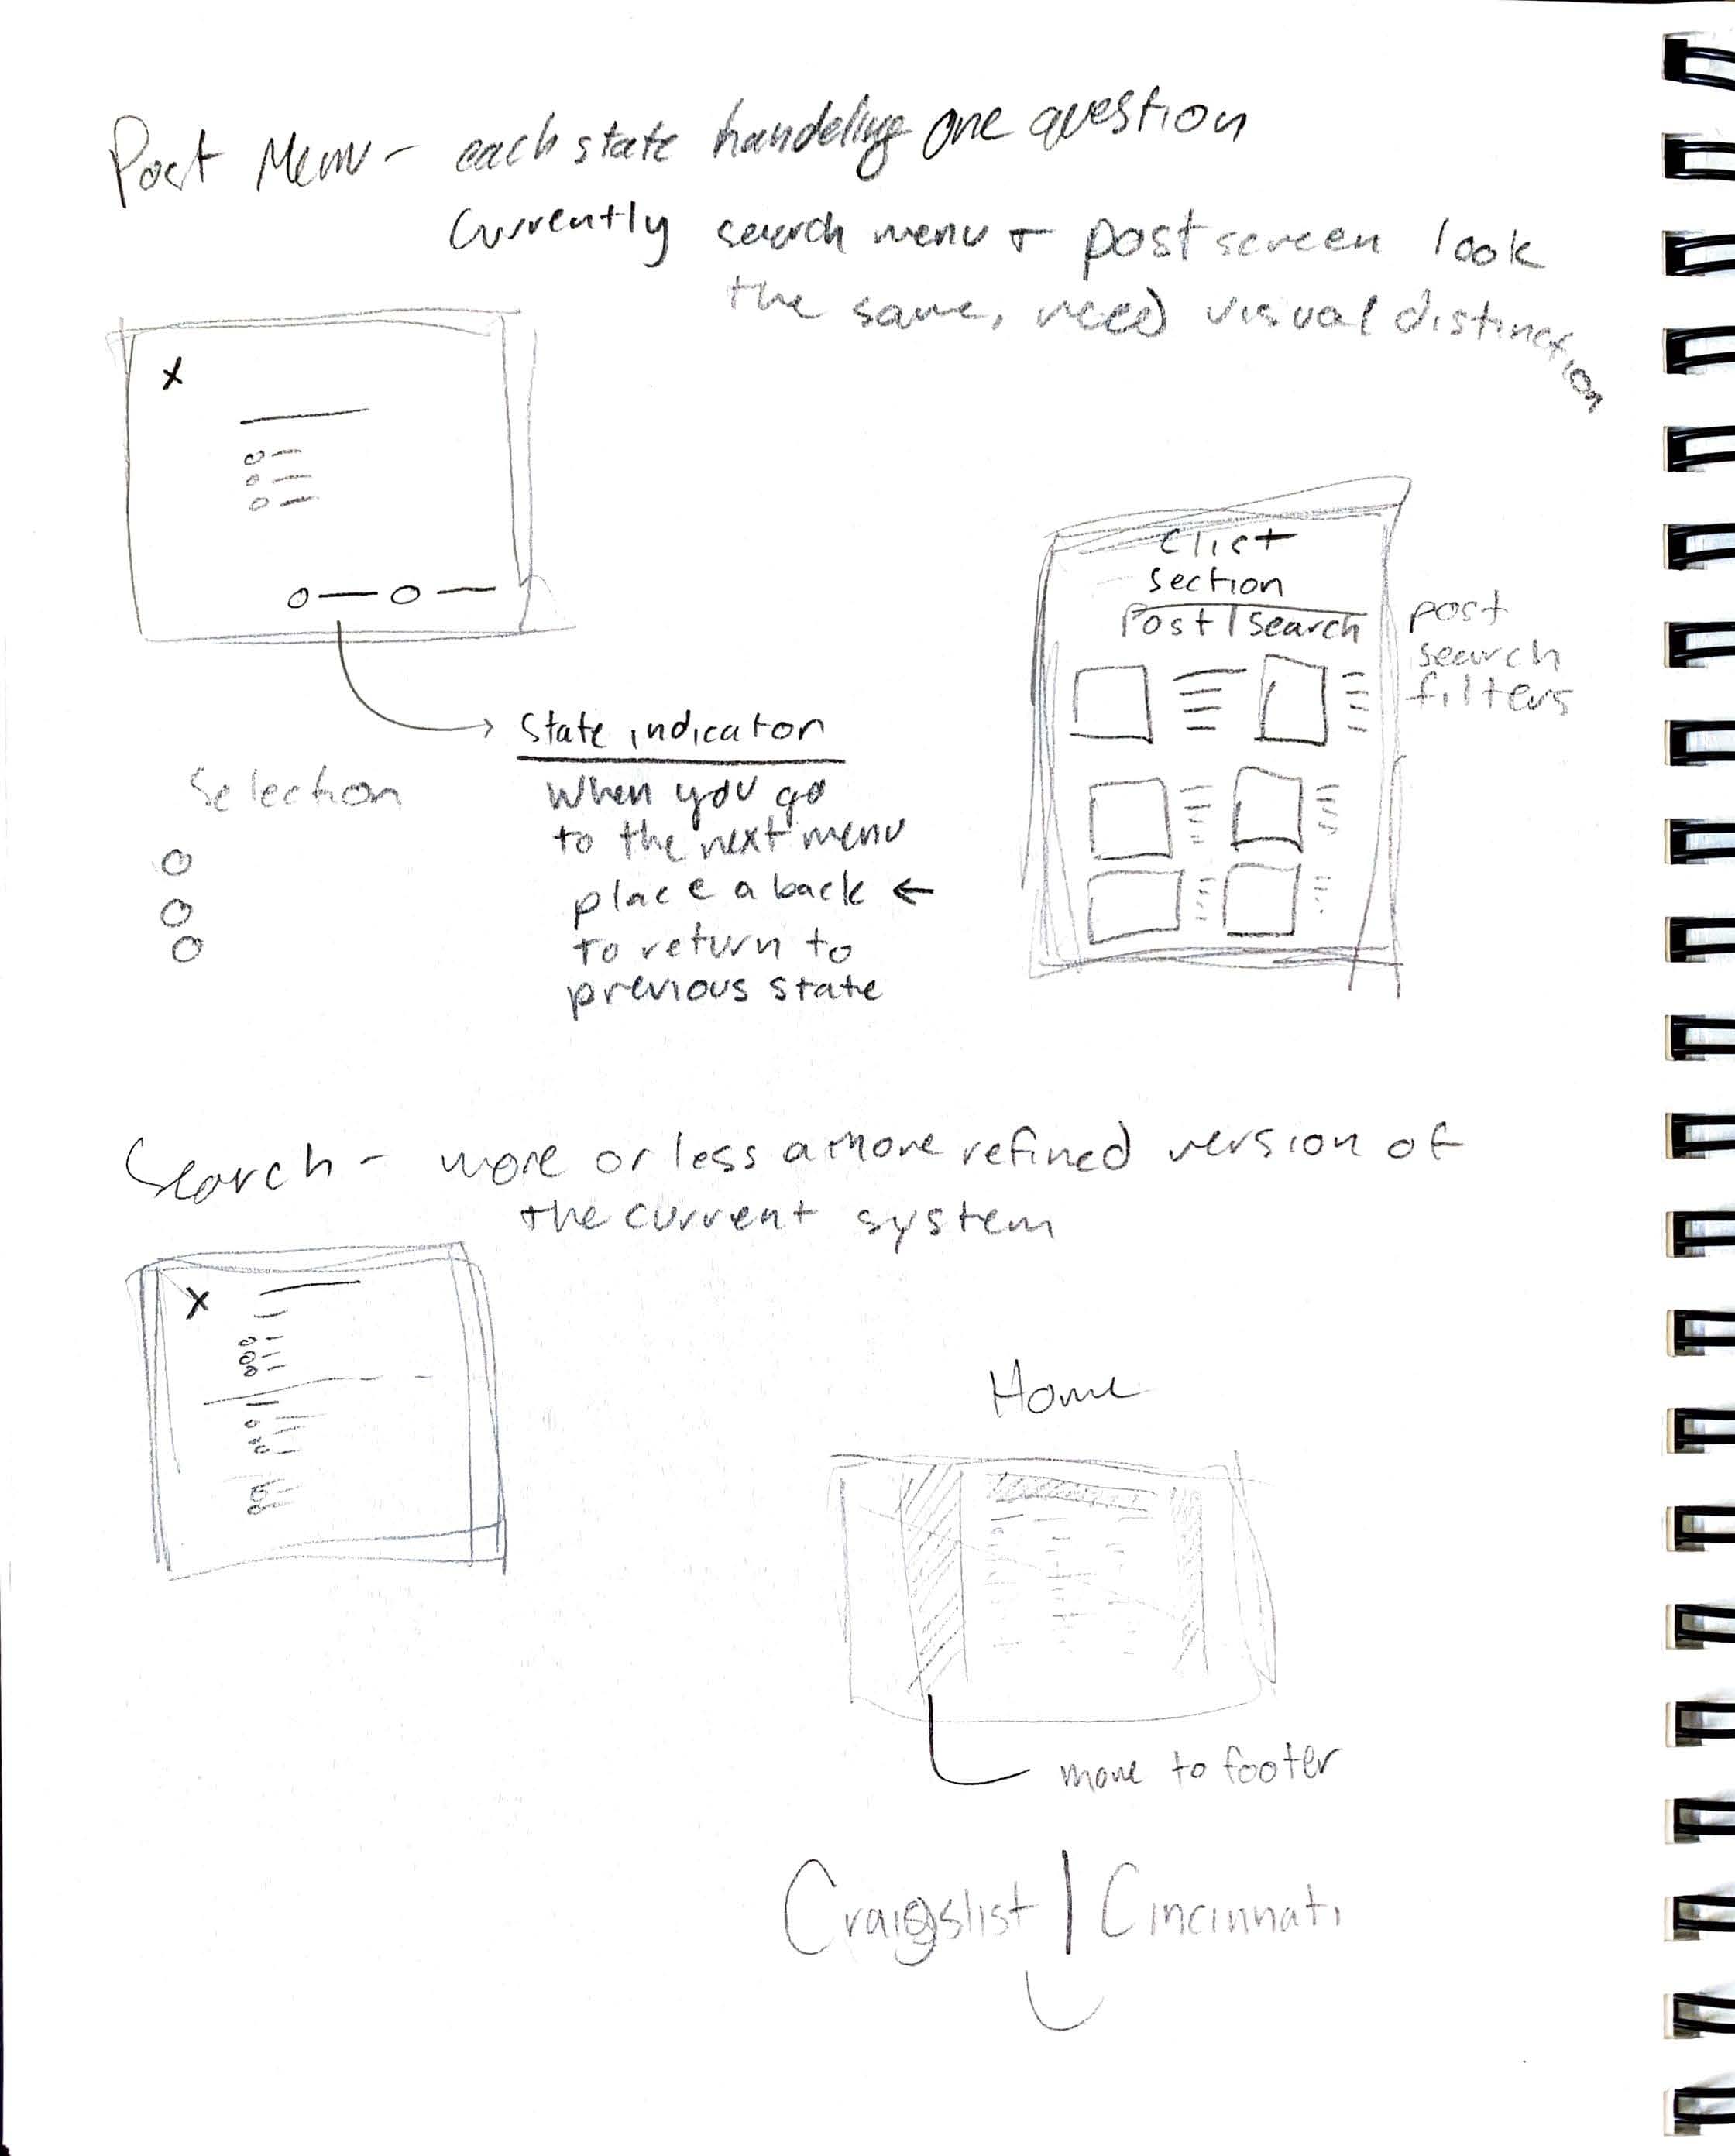 Post Menu - each state handeling one question
Currently search menu + post screen look
the same, need visual distinction
X
Clist
section
Post | Search
post
search
filters
State indicator
when you go
to the next menu
place a back ←
to return to
previous state
Selection
Search - more or less a more refined version of
the current system
X
Home
move to footer
Craigslist | Cincinnati